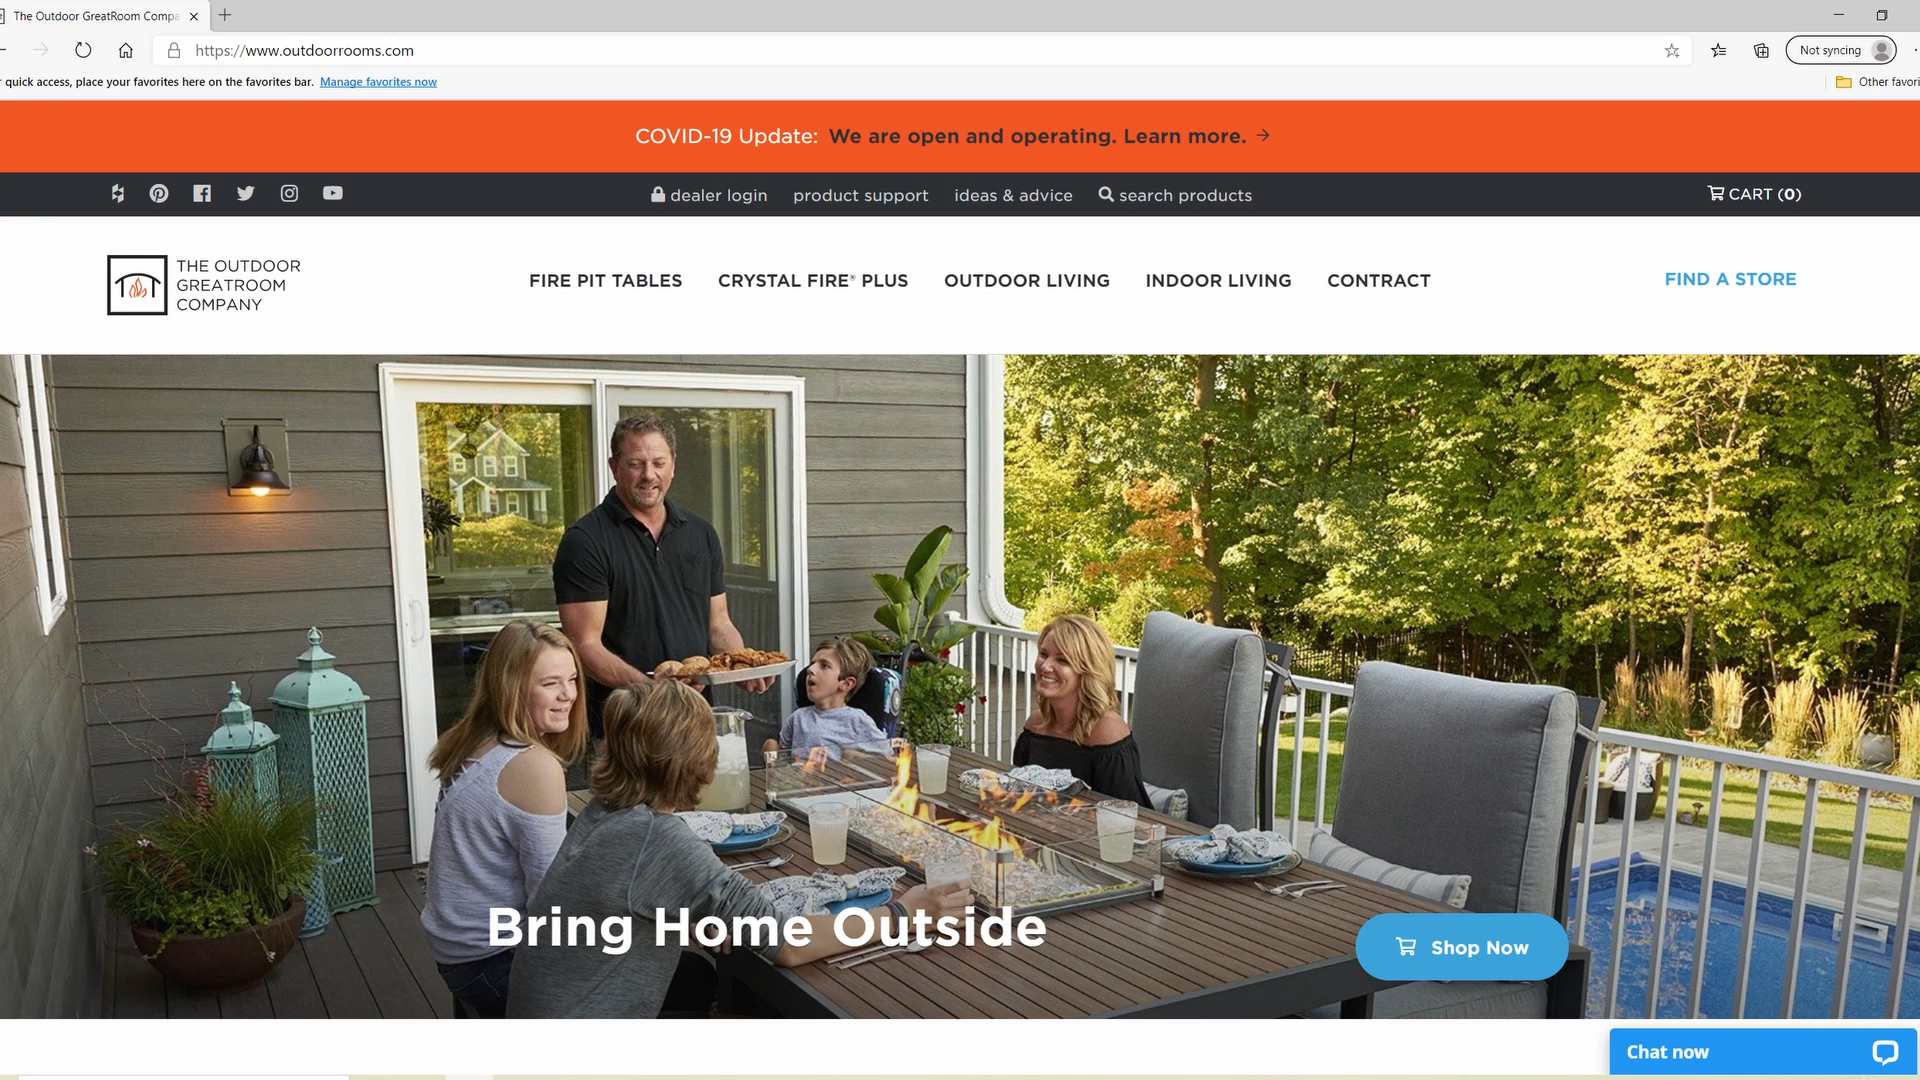 The Outdoor GreatRoom Compa
https://www.outdoorrooms.com
Not syncing
quick access, place your favorites here on the favorites bar. Manage favorites now
Other favori
COVID-19 Update: We are open and operating. Learn more. →
dealer login product support ideas & advice search products
CART (0)
THE OUTDOOR
GREATROOM
COMPANY
FIRE PIT TABLES CRYSTAL FIRE® PLUS OUTDOOR LIVING INDOOR LIVING CONTRACT
FIND A STORE
Bring Home Outside
Shop Now
Chat now